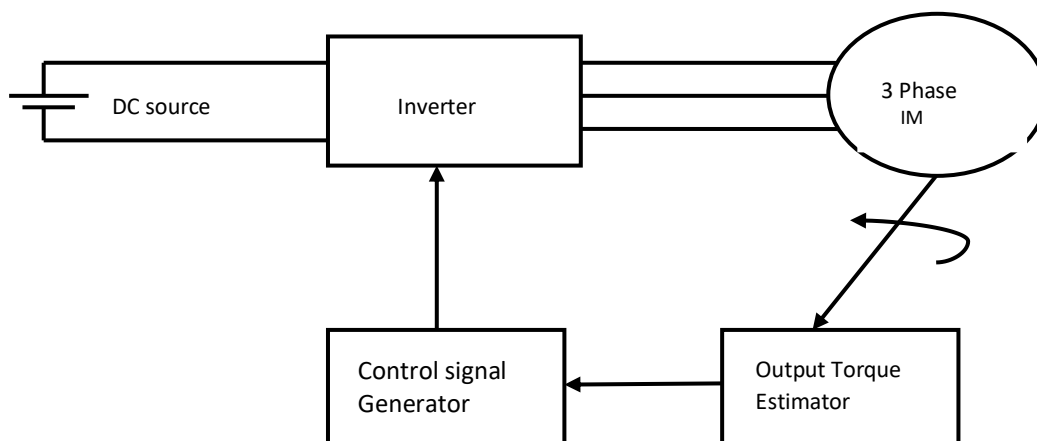 DC source
Inverter
3 Phase
IM
Control signal
Generator
Output Torque
Estimator